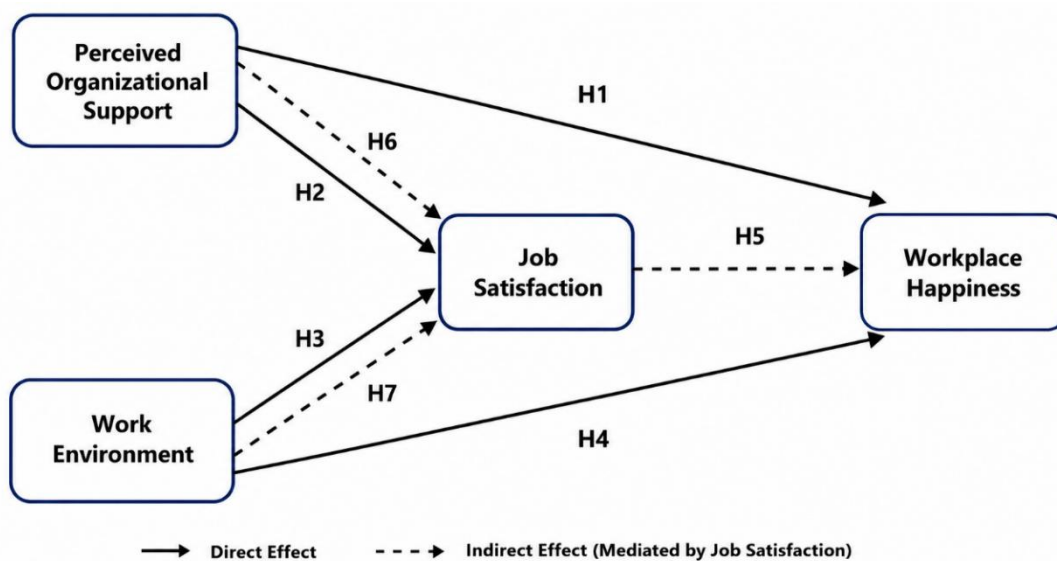 Perceived
Organizational
Support
H1
H6
H2
Job
Satisfaction
H5
Workplace
Happiness
H3
H7
Work
Environment
H4
Direct Effect
Indirect Effect (Mediated by Job Satisfaction)